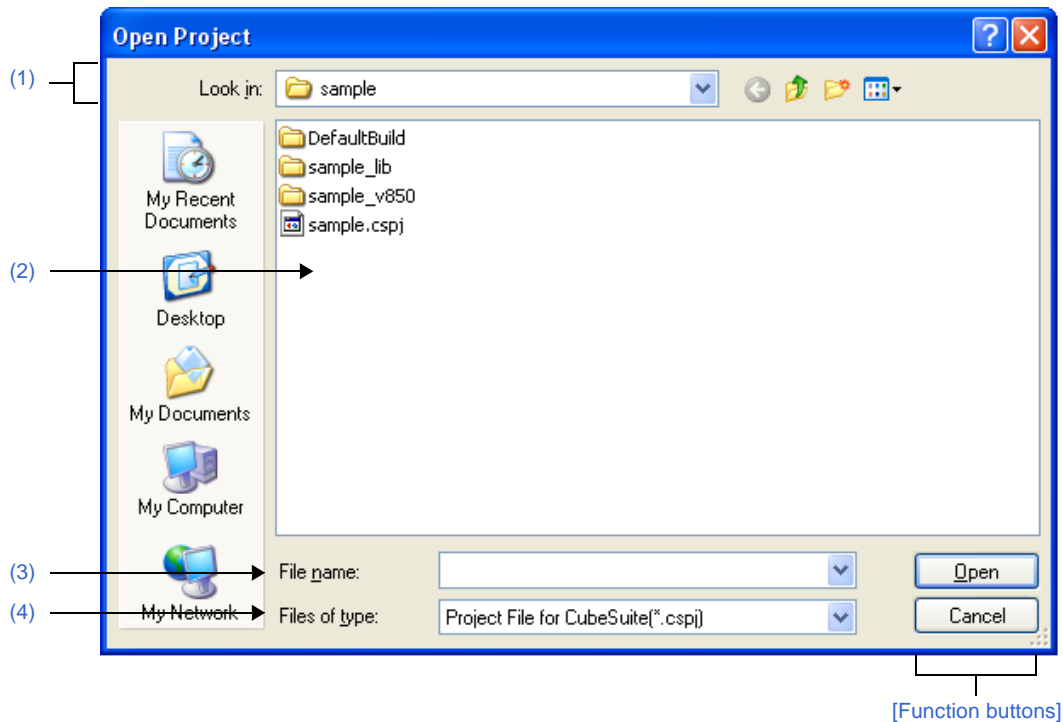 Open Project
(1)
Look in:
sample
DefaultBuild
sample_lib
sample_v850
sample.cspj
My Recent
Documents
(2)
Desktop
My Documents
My Computer
(3)
File name:
Open
(4)
My Network
Files of type:
Project File for CubeSuite(*.cspj)
Cancel
[Function buttons]